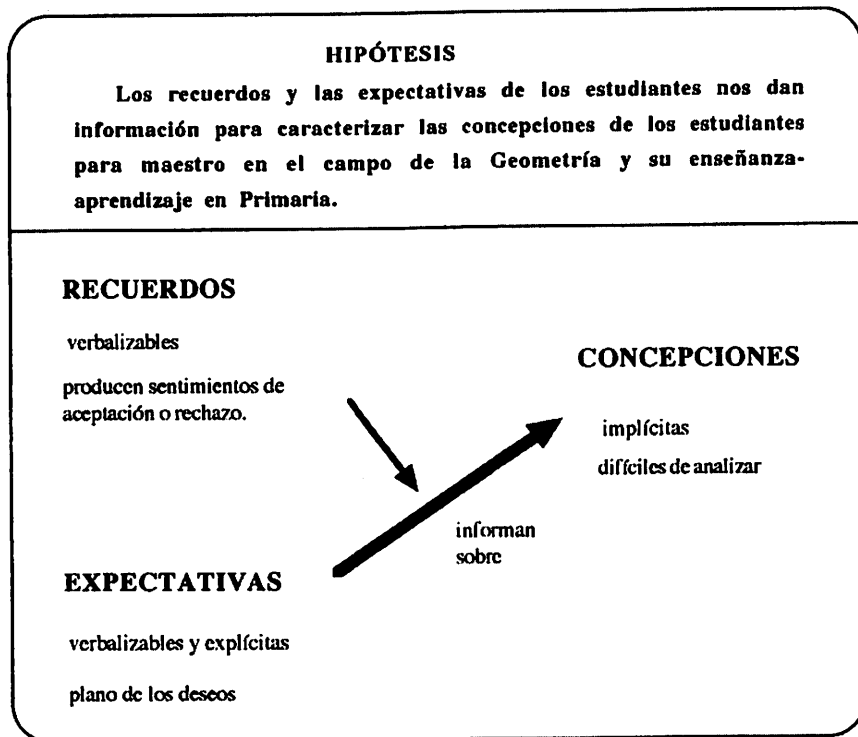 HIPÓTESIS
Los recuerdos y las expectativas de los estudiantes nos dan
información para caracterizar las concepciones de los estudiantes
para maestro en el campo de la Geometría y su enseñanza-
aprendizaje en Primaria.
RECUERDOS
verbalizables
producen sentimientos de
aceptación o rechazo.
CONCEPCIONES
implícitas
difíciles de analizar
informan
sobre
EXPECTATIVAS
verbalizables y explícitas
plano de los deseos